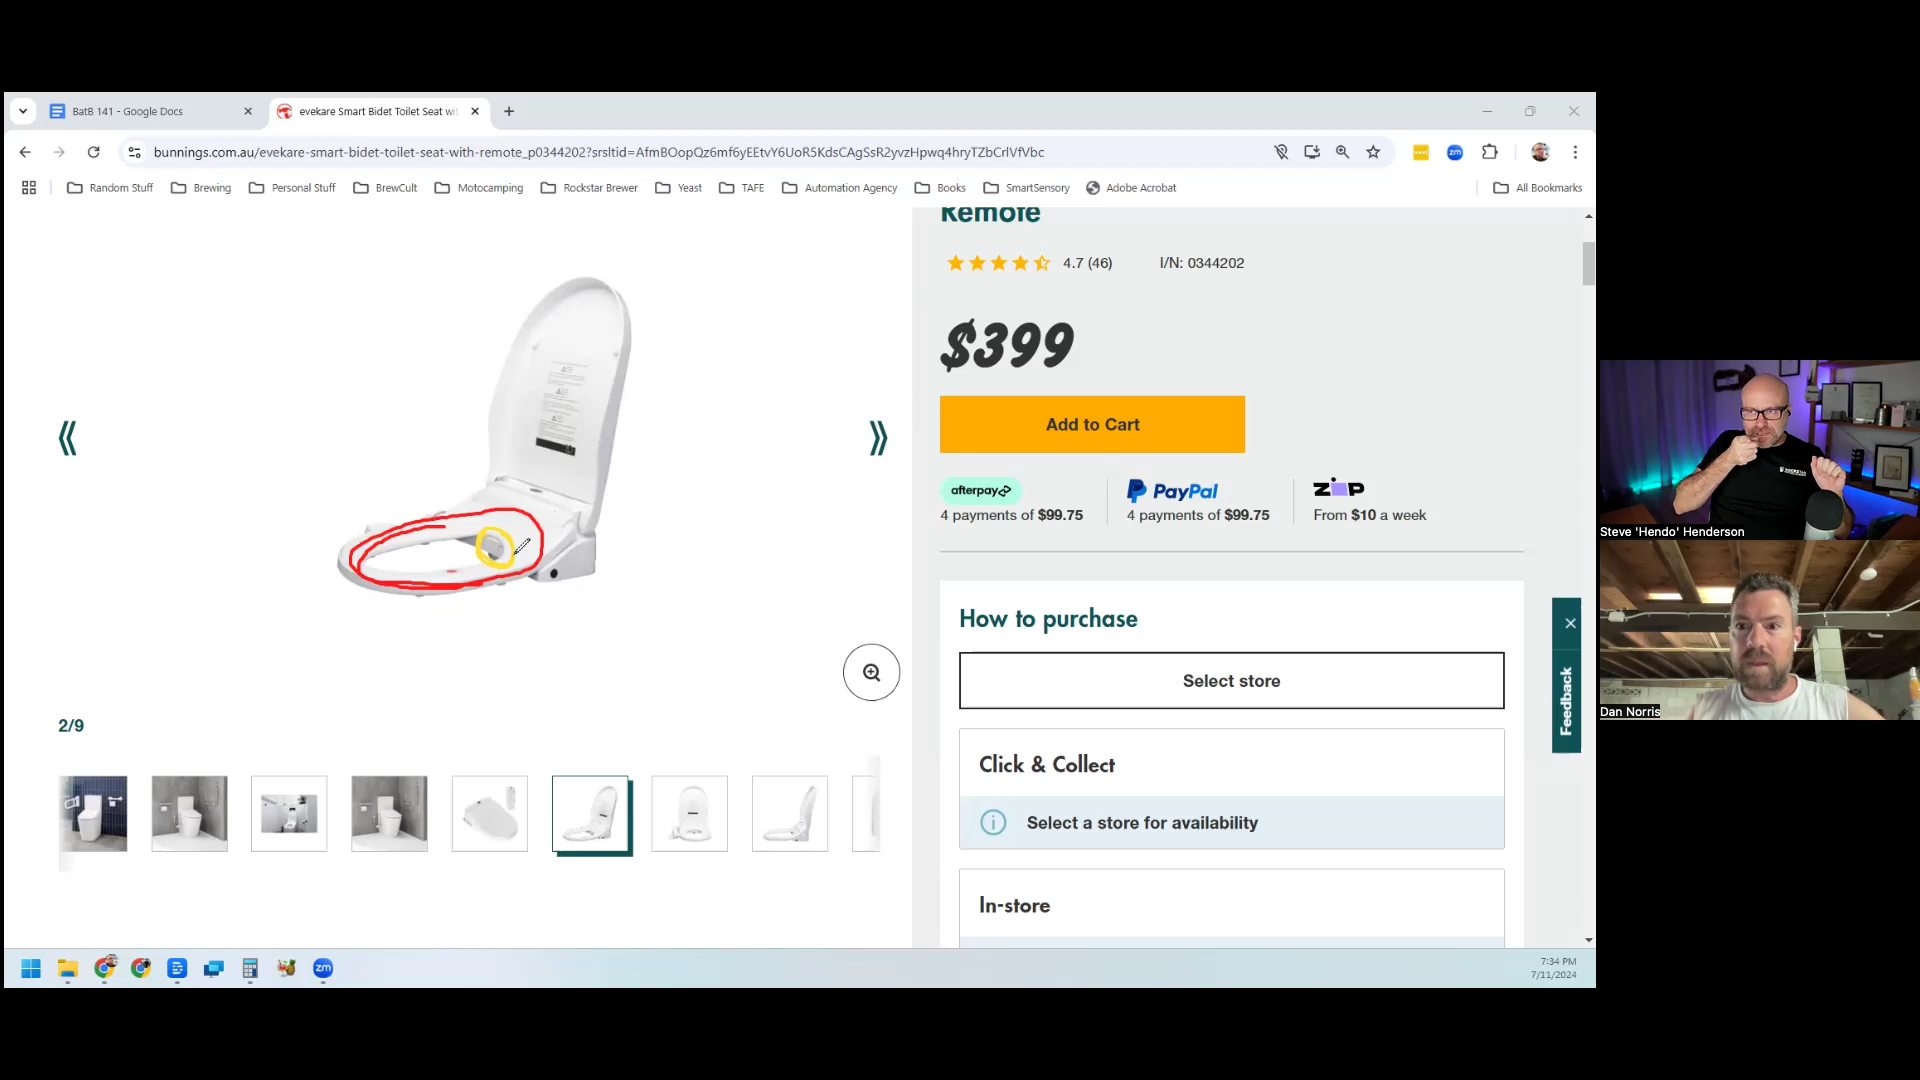 BatB 141 - Google Docs
evekare Smart Bidet Toilet Seat wit
bunnings.com.au/evekare-smart-bidet-toilet-seat-with-remote_p0344202?srsltid=AfmBOopQz6mf6yEEtvY6UoR5KdsCAgSsR2yvzHpwq4hryTZbCrlVfVbc
Random Stuff
Brewing
Personal Stuff
BrewCult
Motocamping
Rockstar Brewer
Yeast
TAFE
Automation Agency
Books
SmartSensory
Adobe Acrobat
All Bookmarks
Remote
4.7 (46)
I/N: 0344202
$399
Add to Cart
afterpay
PayPal
ZIP
4 payments of $99.75
4 payments of $99.75
From $10 a week
How to purchase
Select store
Click & Collect
Select a store for availability
In-store
Feedback
2/9
zm
zm
7:34 PM
7/11/2024
Steve 'Hendo' Henderson
Dan Norris